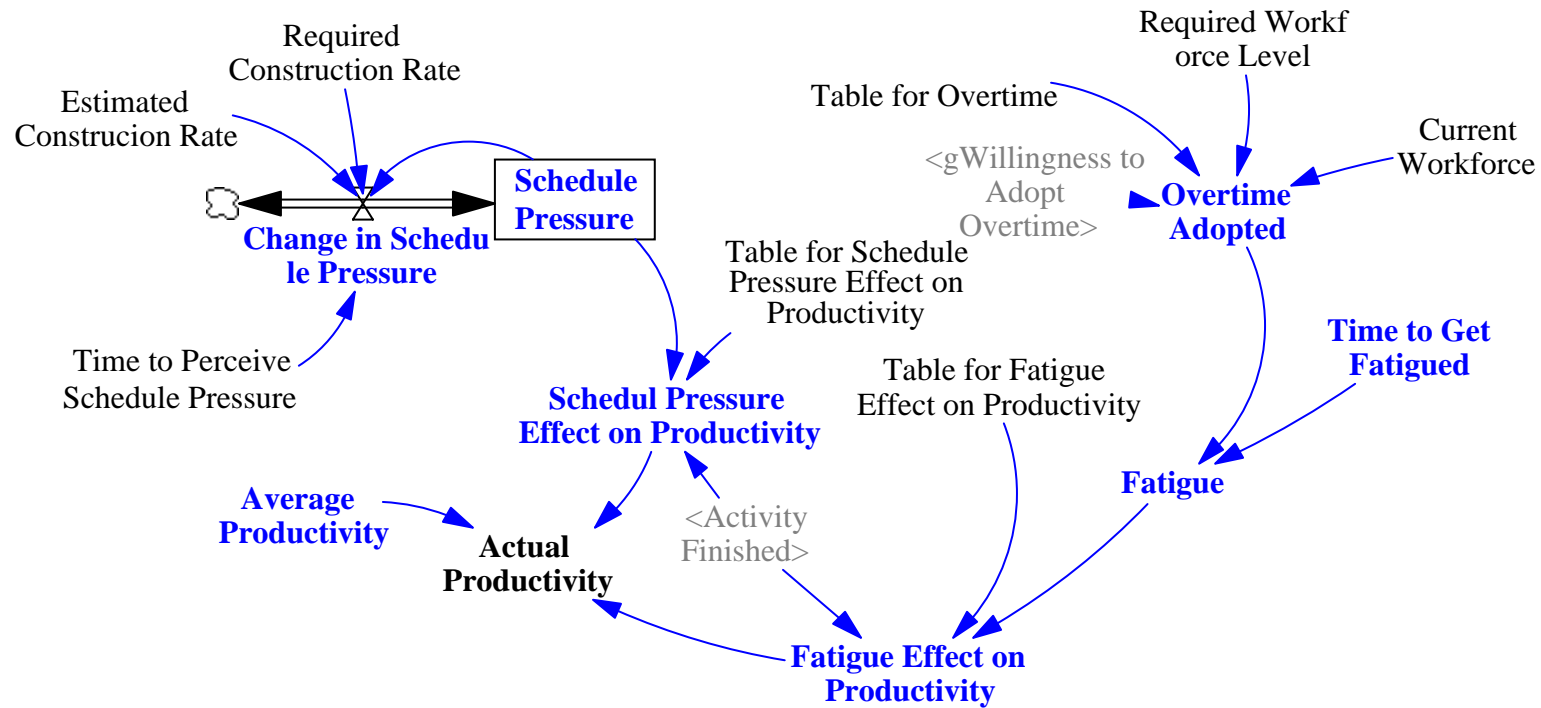 Required
Construction Rate
Estimated
Construcion Rate
Schedule
Pressure
Change in Schedu
le Pressure
Time to Perceive
Schedule Pressure
Table for Schedule
Pressure Effect on
Productivity
Schedul Pressure
Effect on Productivity
Average
Productivity
Actual
Productivity
<Activity
Finished>
Required Workf
orce Level
Table for Overtime
<gWillingness to
Adopt
Overtime>
Current
Workforce
Overtime
Adopted
Time to Get
Fatigued
Table for Fatigue
Effect on Productivity
Fatigue
Fatigue Effect on
Productivity